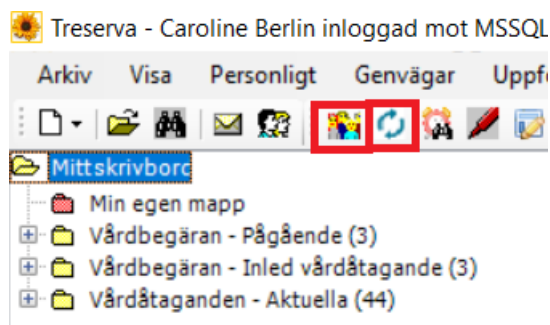 Treserva - Caroline Berlin inloggad mot MSSQL
Arkiv Visa Personligt Genvägar
Mittskrivbord
Min egen mapp
Vårdbegäran - Pågående (3)
Vårdbegäran - Inled vårdåtagande (3)
Vårdåtaganden - Aktuella (44)